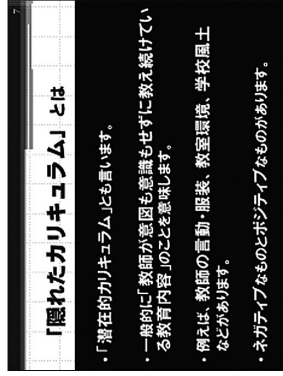 7
「隠れたカリキュラム」とは
・「潜在的カリキュラム」とも言います。
・一般的に「教師が意図も意識もせずに教え続けてい
る教育内容」のことを意味します。
・例えば、教師の言動・服装、教室環境、学校風土
などがあります。
・ネガティブなものとポジティブなものがあります。